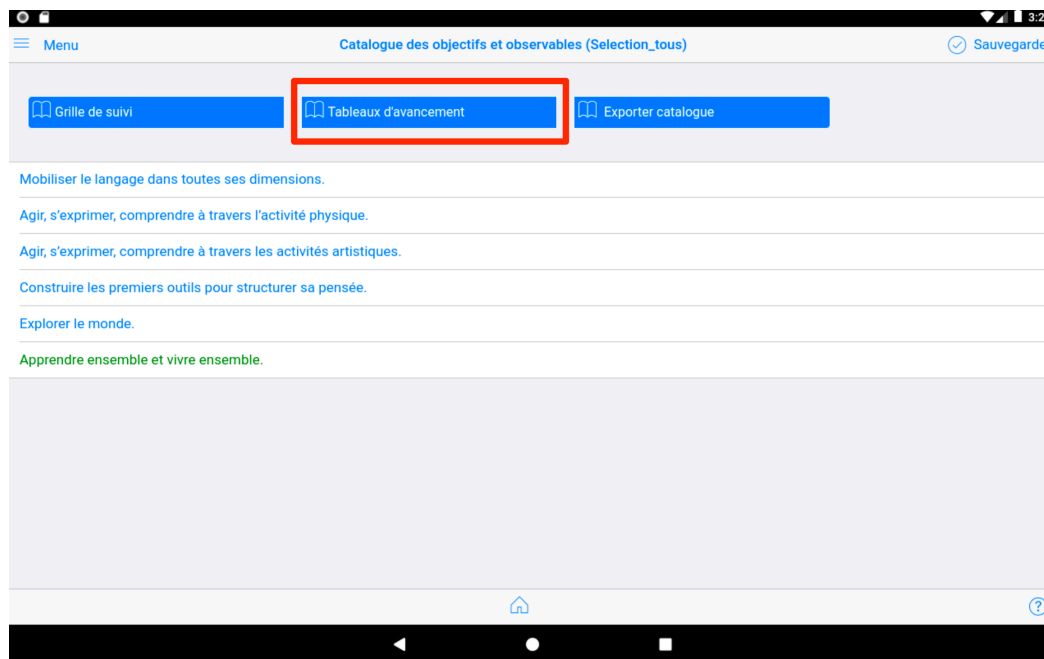 3:2
Menu
Catalogue des objectifs et observables (Selection_tous)
Sauvegarde
Grille de suivi
Tableaux d'avancement
Exporter catalogue
Mobiliser le langage dans toutes ses dimensions.
Agir, s’exprimer, comprendre à travers l’activité physique.
Agir, s’exprimer, comprendre à travers les activités artistiques.
Construire les premiers outils pour structurer sa pensée.
Explorer le monde.
Apprendre ensemble et vivre ensemble.
?